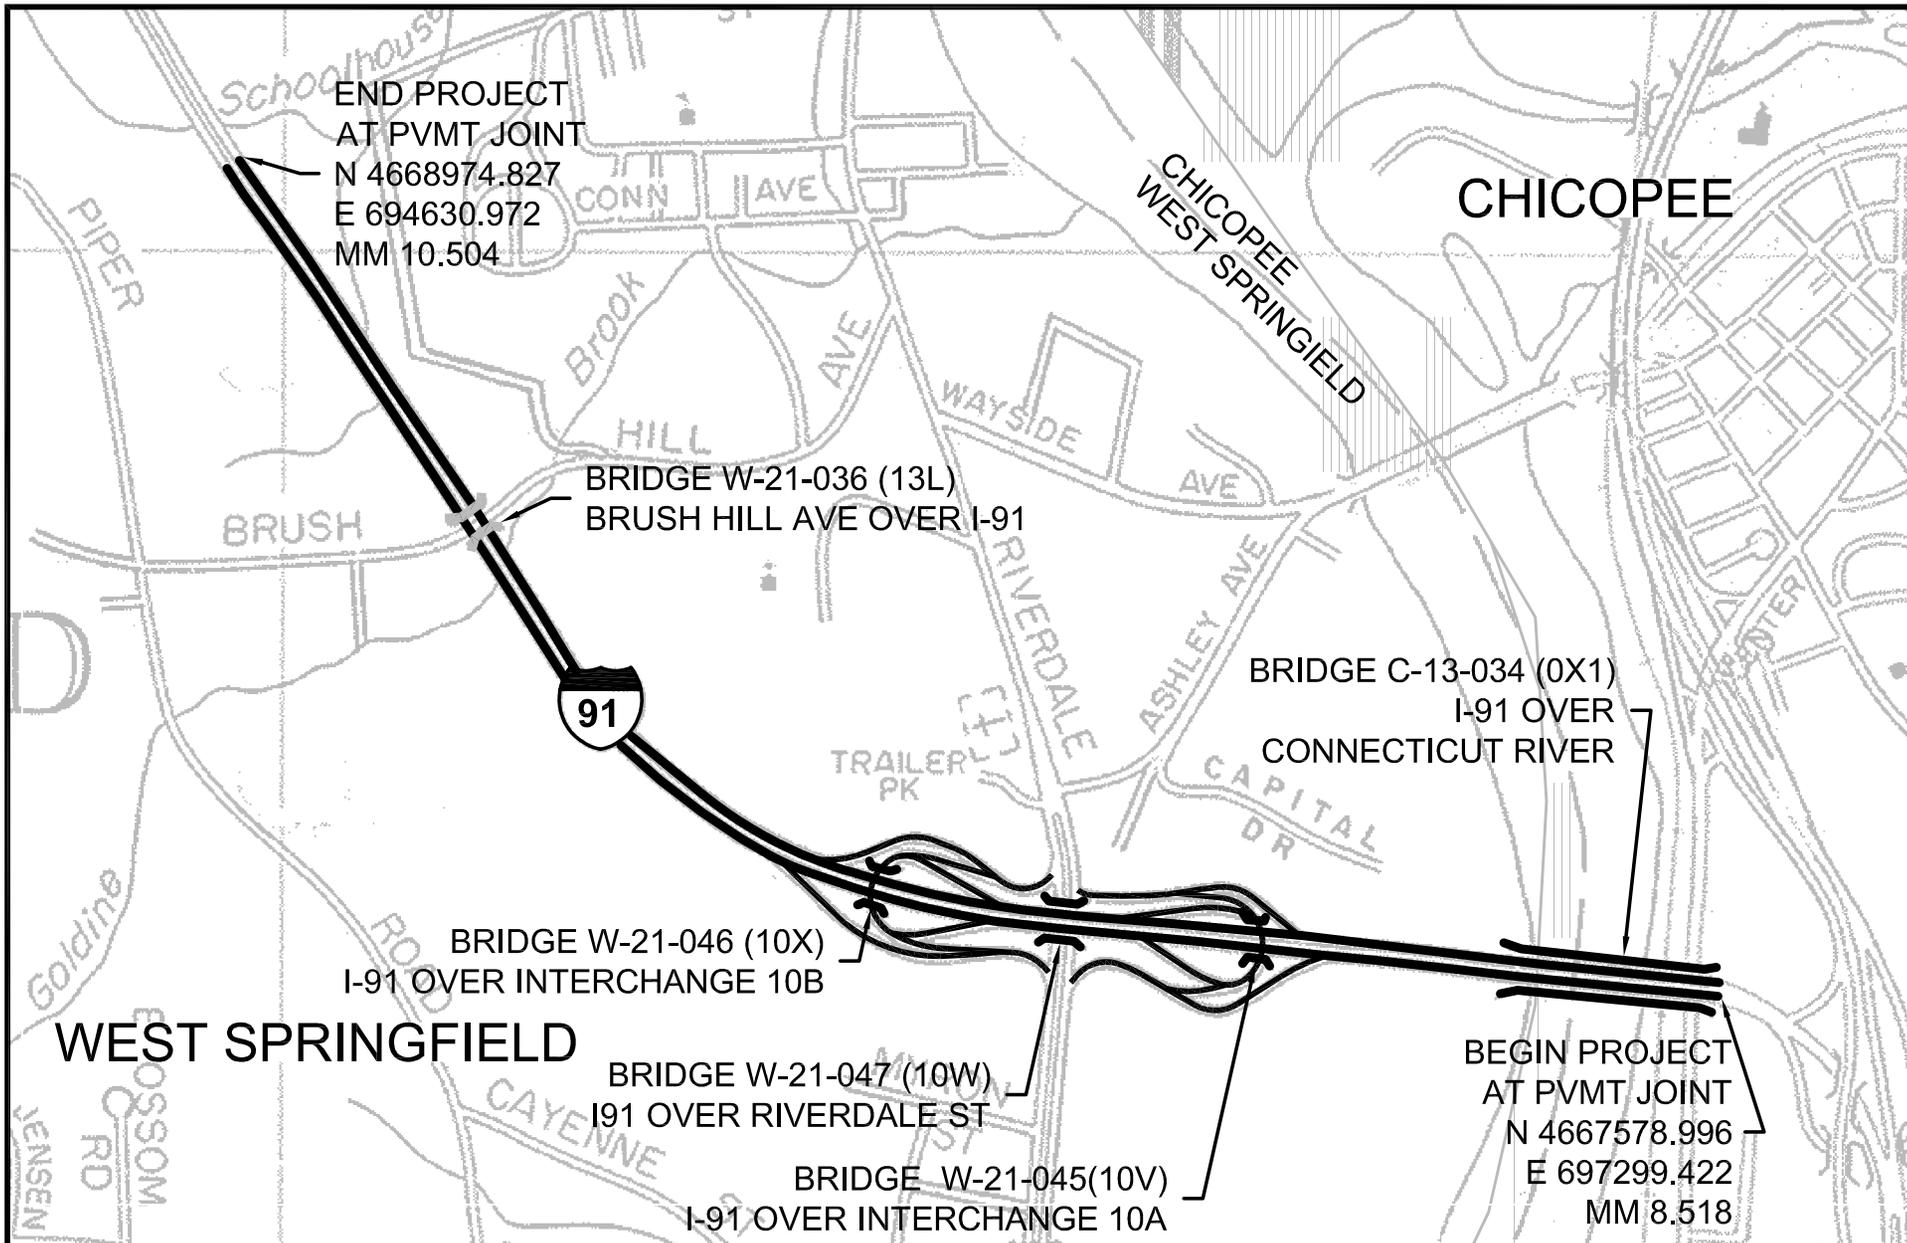 Schoolhouse
ST
END PROJECT
AT PVMT JOINT
N 4668974.827
E 694630.972
MM 10.504
CONN AVE
PIPER
CHICOPEE
WEST SPRINGIELD
CHICOPEE
Brook
AVE
HILL
WAYSIDE
AVE
BRIDGE W-21-036 (13L)
BRUSH HILL AVE OVER I-91
BRUSH
RIVERDALE
ASHLEY AVE
D
91
BRIDGE C-13-034 (0X1)
I-91 OVER
CONNECTICUT RIVER
TRAILER
PK
CAPITAL
DR
Goldine
ROAD
BRIDGE W-21-046 (10X)
I-91 OVER INTERCHANGE 10B
WEST SPRINGFIELD
BRIDGE W-21-047 (10W)
I91 OVER RIVERDALE ST
MYRON
ST
CAYENNE
BRIDGE W-21-045(10V)
I-91 OVER INTERCHANGE 10A
BEGIN PROJECT
AT PVMT JOINT
N 4667578.996
E 697299.422
MM 8.518
JENSEN
RD